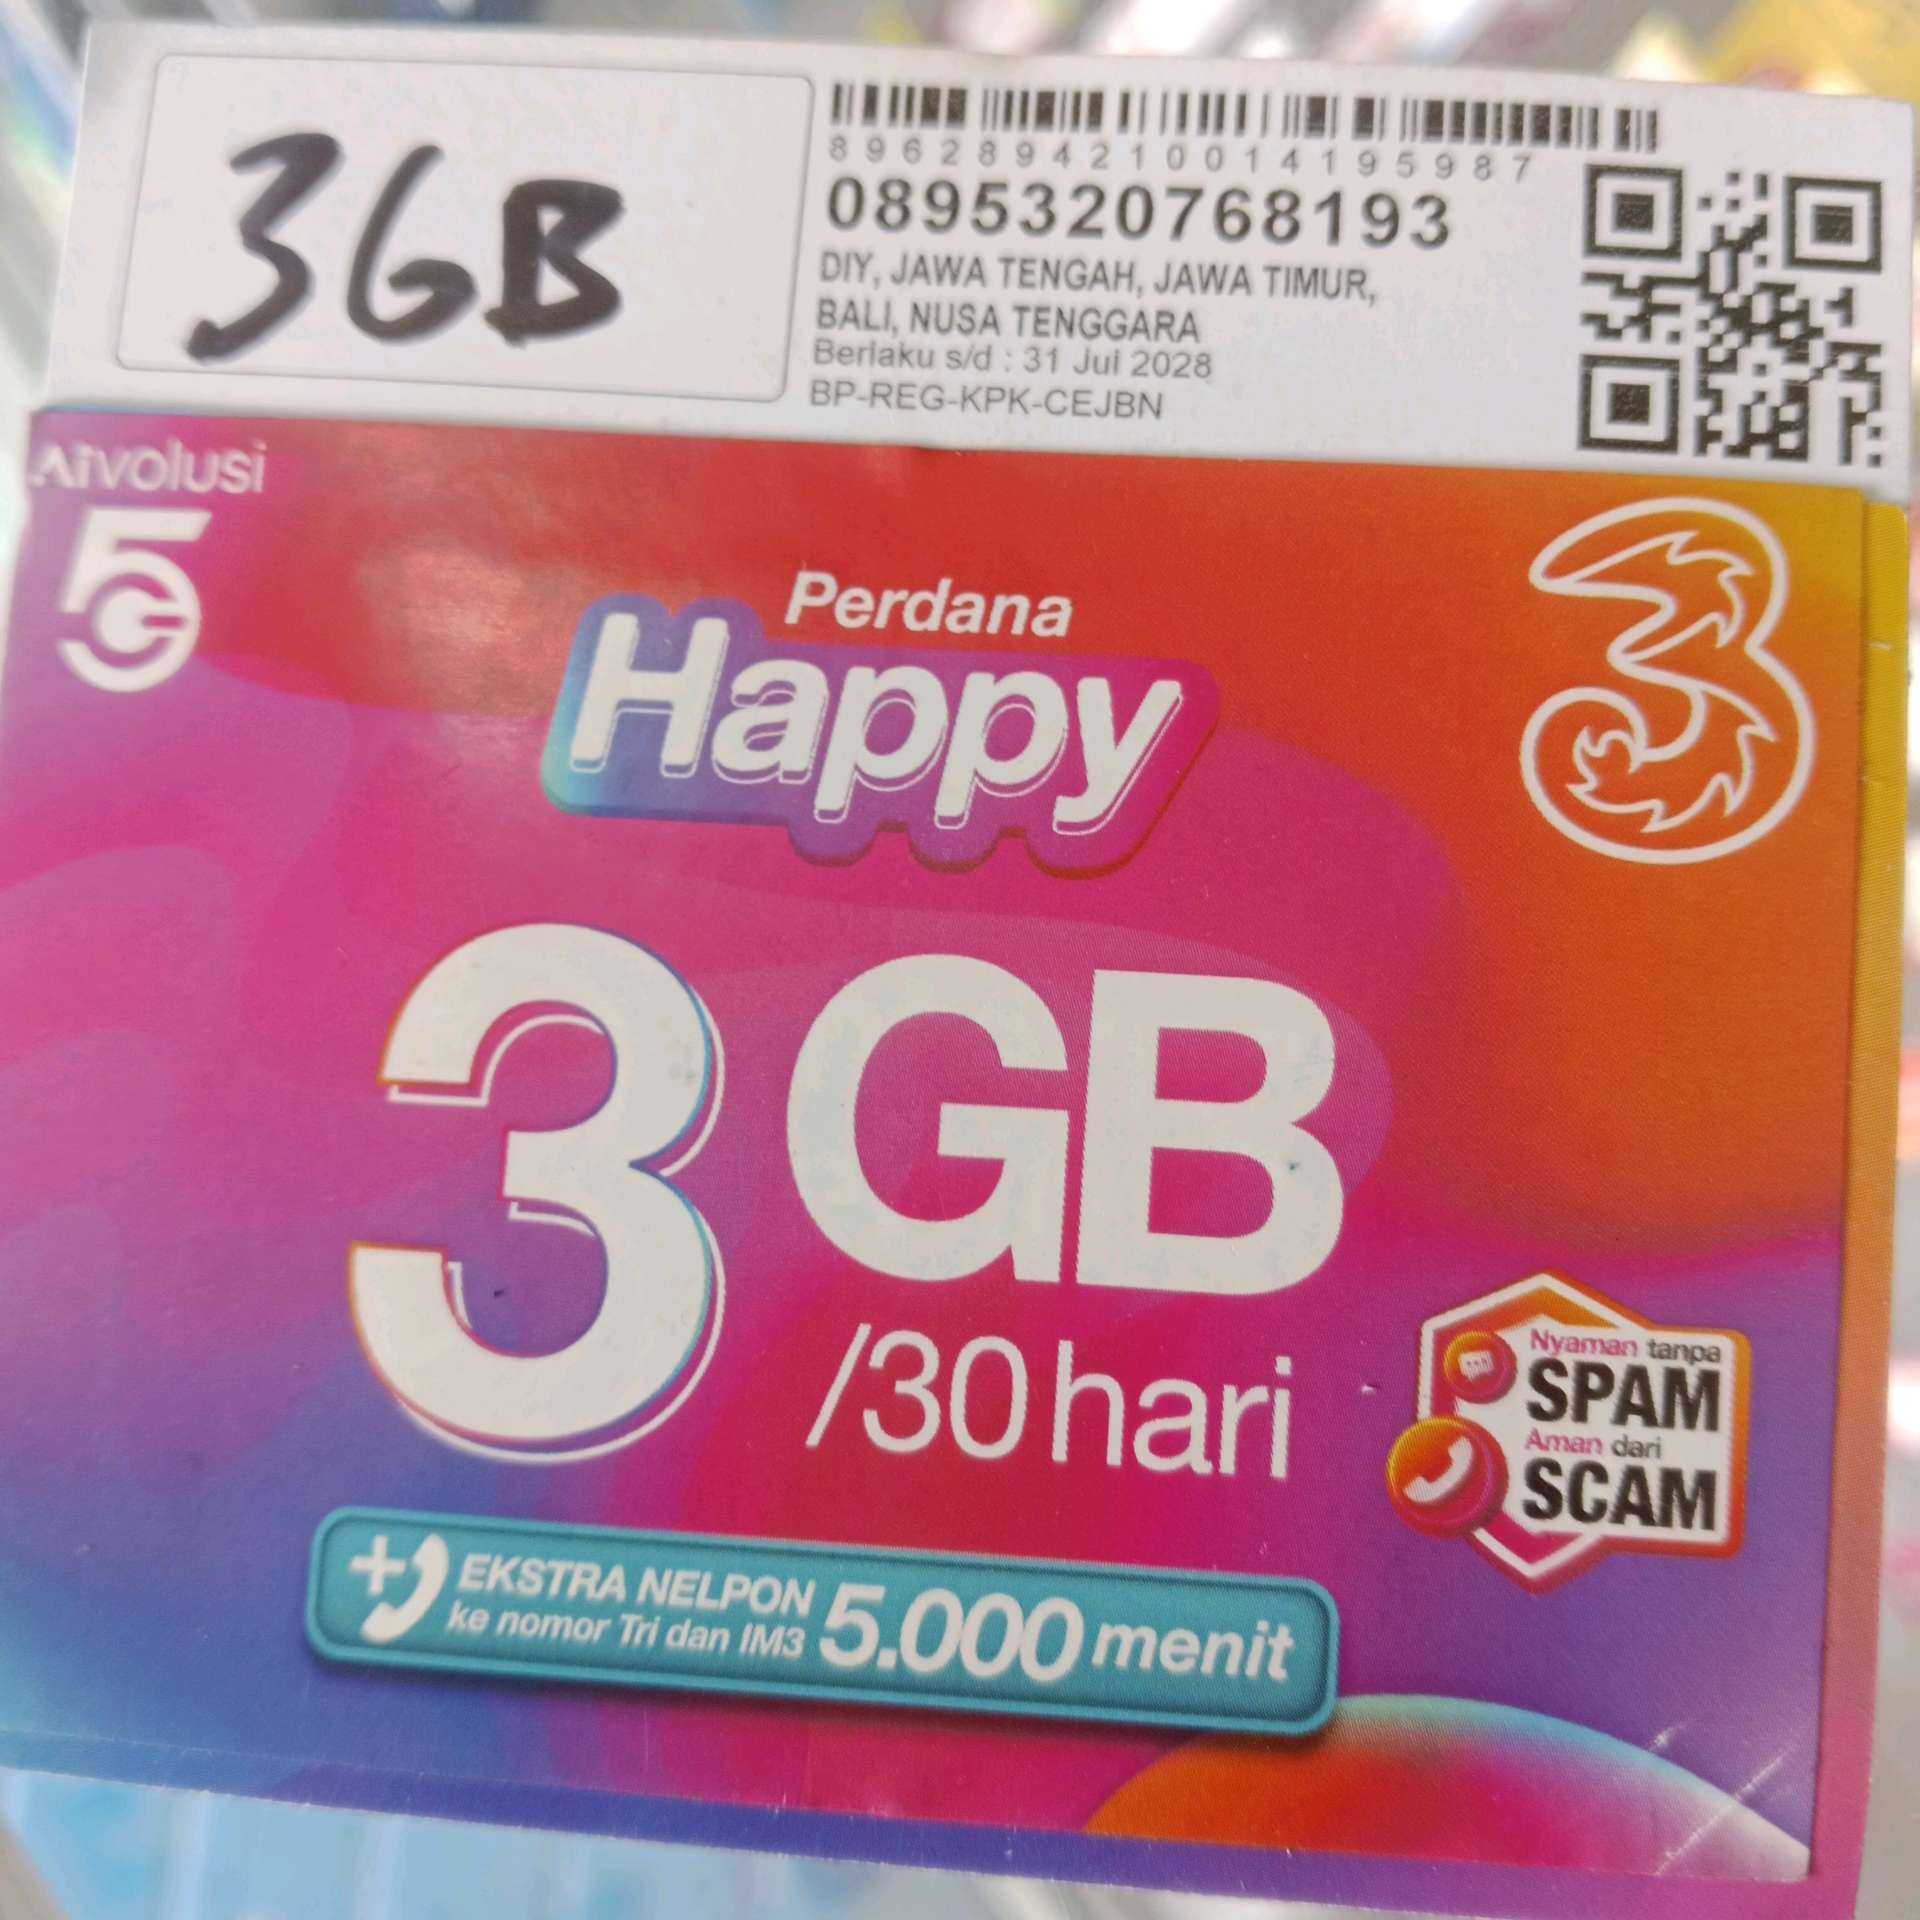 3GB
8962894210014195987
0895320768193
DIY, JAWA TENGAH, JAWA TIMUR,
BALI, NUSA TENGGARA
Berlaku s/d : 31 Jul 2028
BP-REG-KPK-CEJBN
AIvolusi
5G
3
Perdana
Happy
3 GB
/30 hari
Nyaman tanpa
SPAM
Aman dari
SCAM
+ EKSTRA NELPON
ke nomor Tri dan IM3
5.000 menit